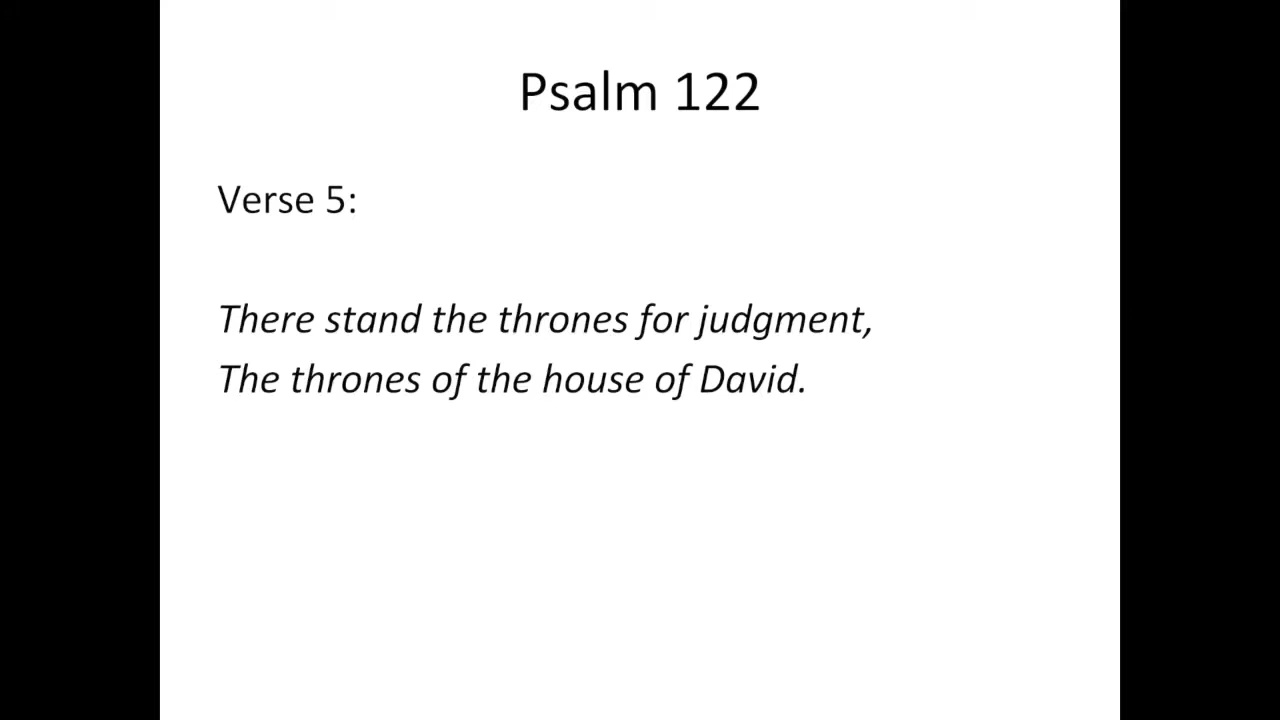 Psalm 122
Verse 5:
There stand the thrones for judgment,
The thrones of the house of David.